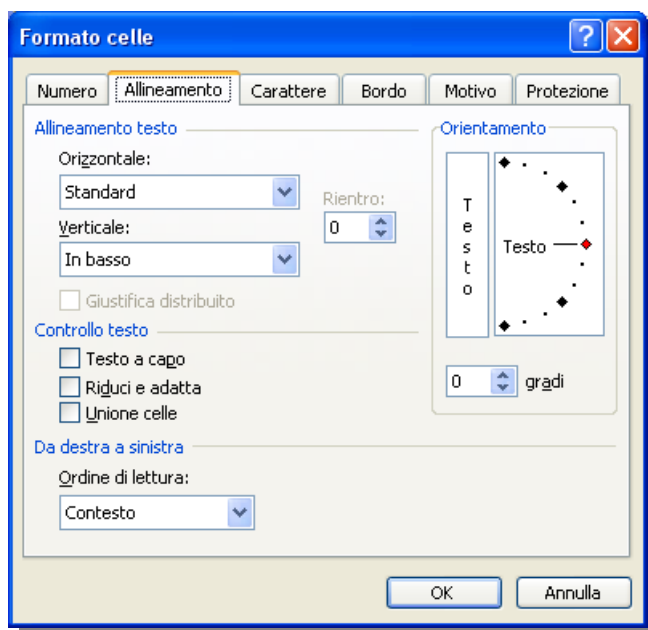 Formato celle
Numero Allineamento Carattere Bordo Motivo Protezione
Allineamento testo
Orizzontale:
Standard
Rientro:
0
Verticale:
In basso
Giustifica distribuito
Controllo testo
Testo a capo
Riduci e adatta
Unione celle
Da destra a sinistra
Ordine di lettura:
Contesto
Orientamento
T
e
s
t
o
Testo
0 gradi
OK Annulla